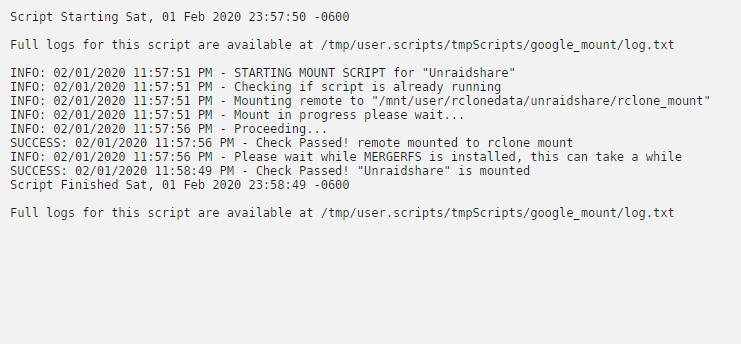 Script Starting Sat, 01 Feb 2020 23:57:50 -0600
Full logs for this script are available at /tmp/user.scripts/tmpScripts/google_mount/log.txt
INFO: 02/01/2020 11:57:51 PM - STARTING MOUNT SCRIPT for "Unraidshare"
INFO: 02/01/2020 11:57:51 PM - Checking if script is already running
INFO: 02/01/2020 11:57:51 PM - Mounting remote to "/mnt/user/rclonedata/unraidshare/rclone_mount"
INFO: 02/01/2020 11:57:51 PM - Mount in progress please wait...
INFO: 02/01/2020 11:57:56 PM - Proceeding...
SUCCESS: 02/01/2020 11:57:56 PM - Check Passed! remote mounted to rclone mount
INFO: 02/01/2020 11:57:56 PM - Please wait while MERGERFS is installed, this can take a while
SUCCESS: 02/01/2020 11:58:49 PM - Check Passed! "Unraidshare" is mounted
Script Finished Sat, 01 Feb 2020 23:58:49 -0600
Full logs for this script are available at /tmp/user.scripts/tmpScripts/google_mount/log.txt